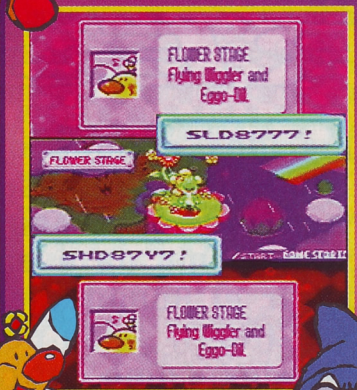 FLOWER STAGE
Flying Wiggler and
Eggo-Dil
SLD8777!
FLOWER STAGE
SHD87Y7!
START GAME START!
FLOWER STAGE
Flying Wiggler and
Eggo-Dil